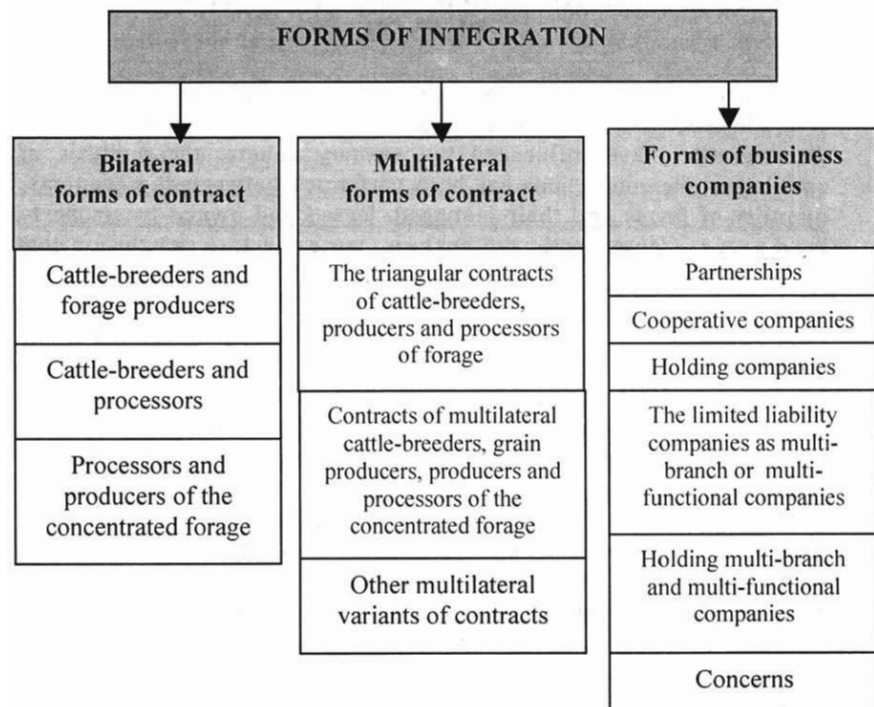 FORMS OF INTEGRATION
Bilateral
forms of contract
Cattle-breeders and
forage producers
Cattle-breeders and
processors
Processors and
producers of the
concentrated forage
Multilateral
forms of contract
The triangular contracts
of cattle-breeders,
producers and processors
of forage
Contracts of multilateral
cattle-breeders, grain
producers, producers and
processors of the
concentrated forage
Other multilateral
variants of contracts
Forms of business
companies
Partnerships
Cooperative companies
Holding companies
The limited liability
companies as multi-
branch or multi-
functional companies
Holding multi-branch
and multi-functional
companies
Concerns